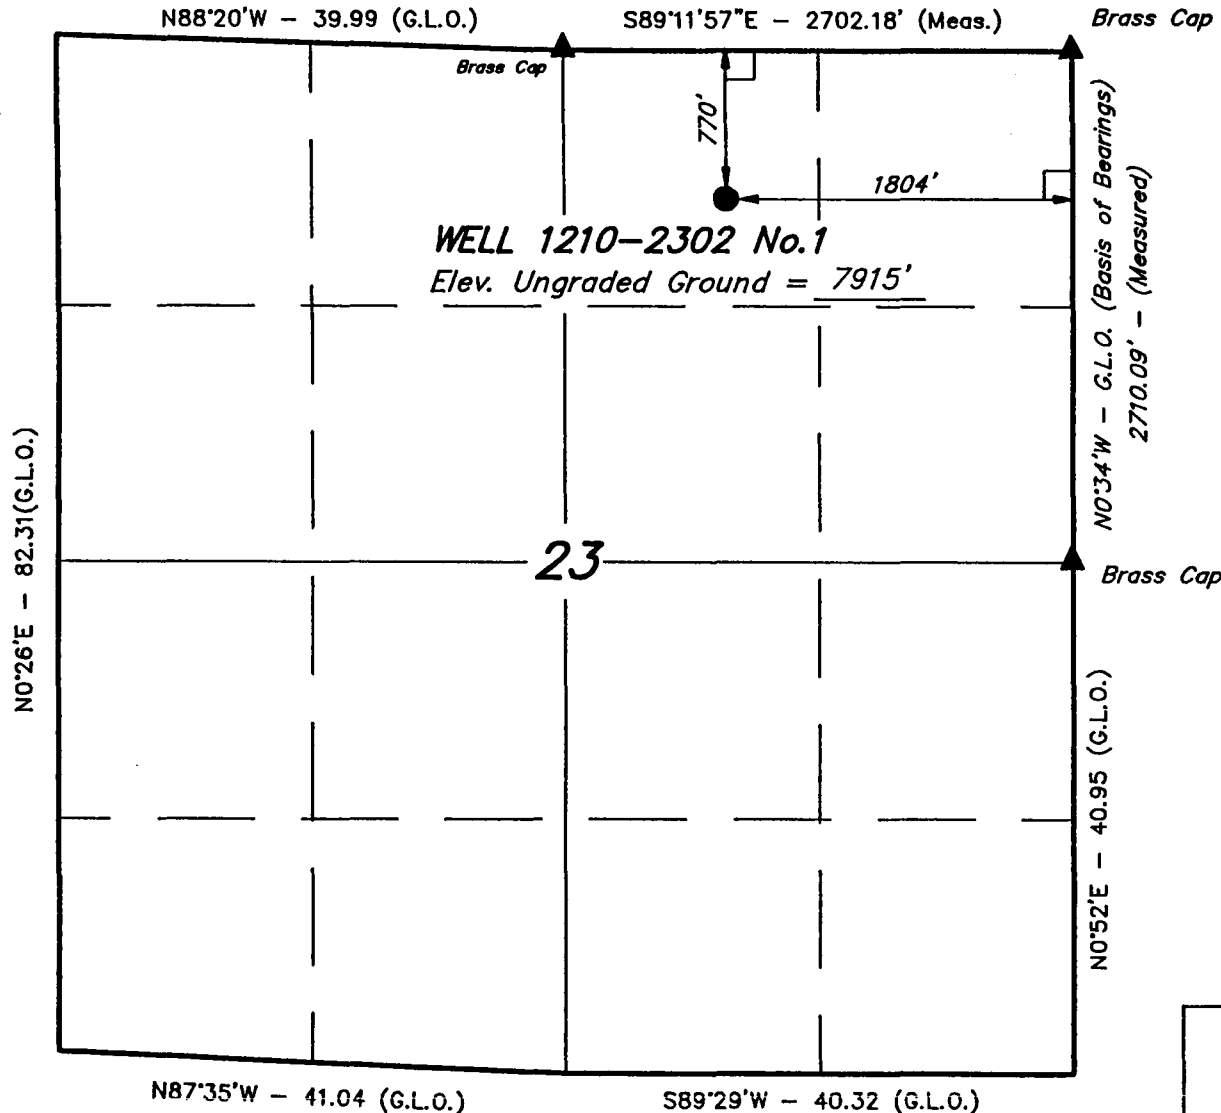 N88°20'W - 39.99 (G.L.O.)
S89°11'57"E - 2702.18' (Meas.)
Brass Cap
Brass Cap
770'
1804'
WELL 1210-2302 No.1
Elev. Ungraded Ground = 7915'
N0°34'W - G.L.O. (Basis of Bearings)
2710.09' - (Measured)
N0°26'E - 82.31(G.L.O.)
23
Brass Cap
N0°52'E - 40.95 (G.L.O.)
N87°35'W - 41.04 (G.L.O.)
S89°29'W - 40.32 (G.L.O.)